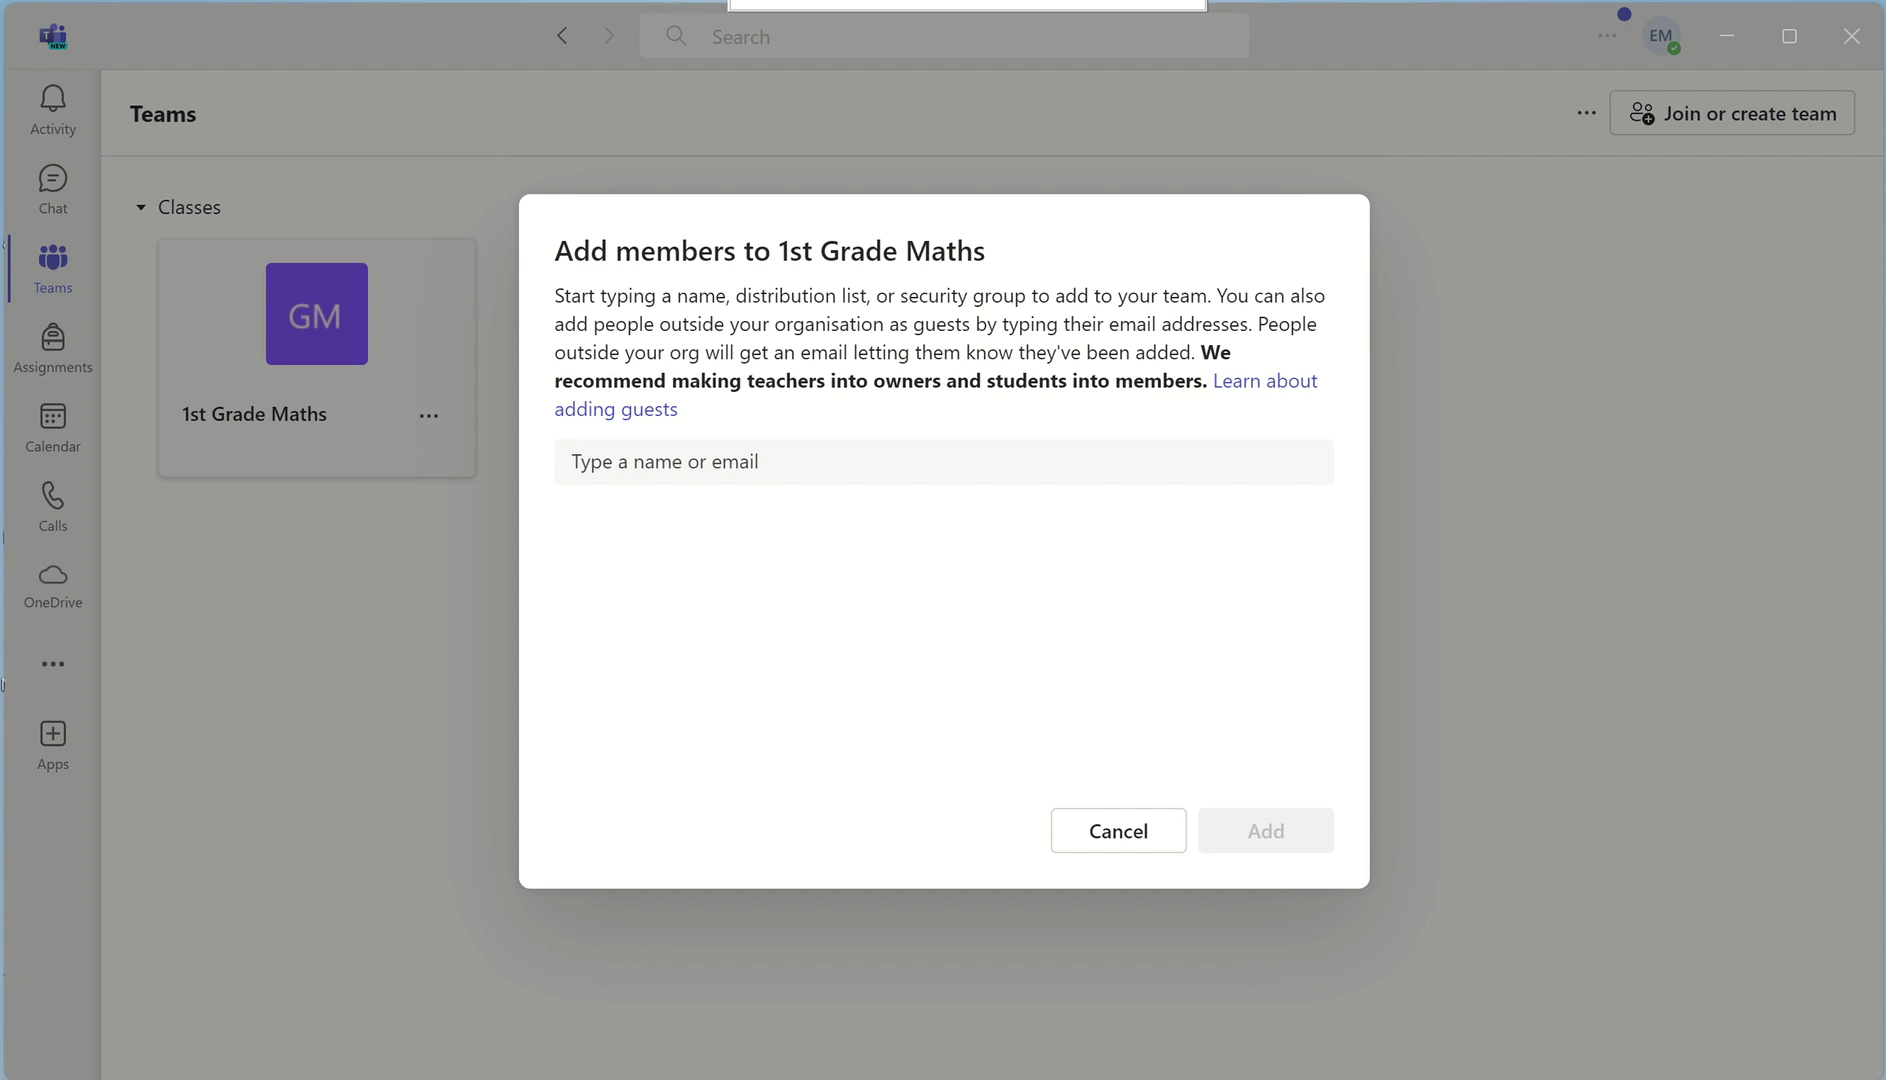 NEW
Search
EM
Activity
Chat
Teams
Assignments
Calendar
Calls
OneDrive
Apps
Teams
Join or create team
Classes
GM
1st Grade Maths
Add members to 1st Grade Maths
Start typing a name, distribution list, or security group to add to your team. You can also
add people outside your organisation as guests by typing their email addresses. People
outside your org will get an email letting them know they've been added. We
recommend making teachers into owners and students into members. Learn about
adding guests
Type a name or email
Cancel
Add